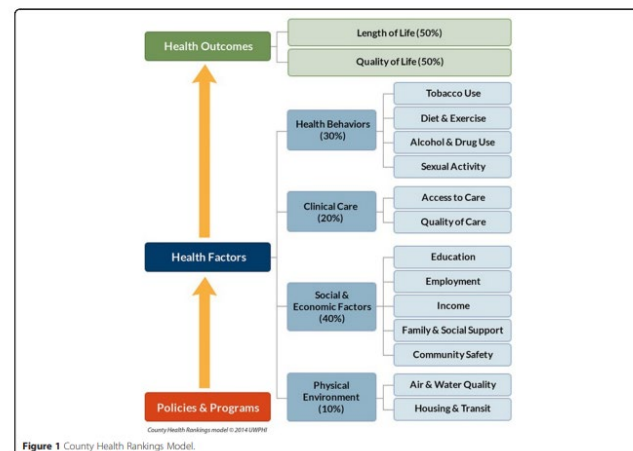 Health Outcomes
Length of Life (50%)
Quality of Life (50%)
Health Factors
Health Behaviors
(30%)
Tobacco Use
Diet & Exercise
Alcohol & Drug Use
Sexual Activity
Clinical Care
(20%)
Access to Care
Quality of Care
Social &
Economic Factors
(40%)
Education
Employment
Income
Family & Social Support
Community Safety
Policies & Programs
Physical
Environment
(10%)
Air & Water Quality
Housing & Transit
County Health Rankings model © 2014 UWPHI
Figure 1 County Health Rankings Model.